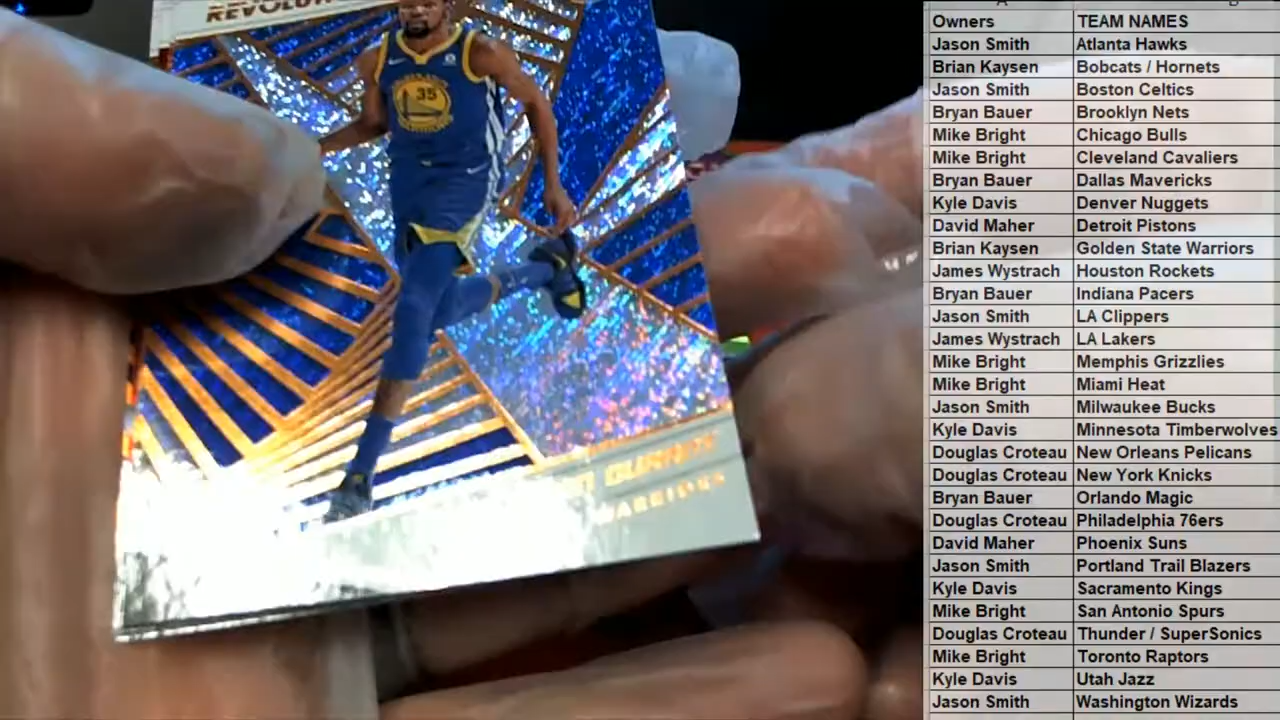 35
WARRIORS
Owners TEAM NAMES
Jason Smith Atlanta Hawks
Brian Kaysen Bobcats / Hornets
Jason Smith Boston Celtics
Bryan Bauer Brooklyn Nets
Mike Bright Chicago Bulls
Mike Bright Cleveland Cavaliers
Bryan Bauer Dallas Mavericks
Kyle Davis Denver Nuggets
David Maher Detroit Pistons
Brian Kaysen Golden State Warriors
James Wystrach Houston Rockets
Bryan Bauer Indiana Pacers
Jason Smith LA Clippers
James Wystrach LA Lakers
Mike Bright Memphis Grizzlies
Mike Bright Miami Heat
Jason Smith Milwaukee Bucks
Kyle Davis Minnesota Timberwolves
Douglas Croteau New Orleans Pelicans
Douglas Croteau New York Knicks
Bryan Bauer Orlando Magic
Douglas Croteau Philadelphia 76ers
David Maher Phoenix Suns
Jason Smith Portland Trail Blazers
Kyle Davis Sacramento Kings
Mike Bright San Antonio Spurs
Douglas Croteau Thunder / SuperSonics
Mike Bright Toronto Raptors
Kyle Davis Utah Jazz
Jason Smith Washington Wizards